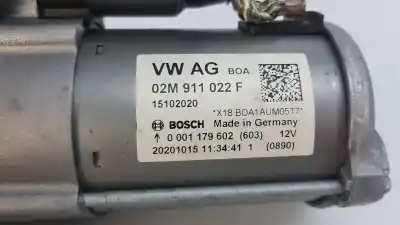 VW AG BOA
02M 911 022 F
15102020
*X18 BOA1AUM0577*
BOSCH Made in Germany
0 001 179 602 (603) 12V
20201015 11:34:41 1 (0890)